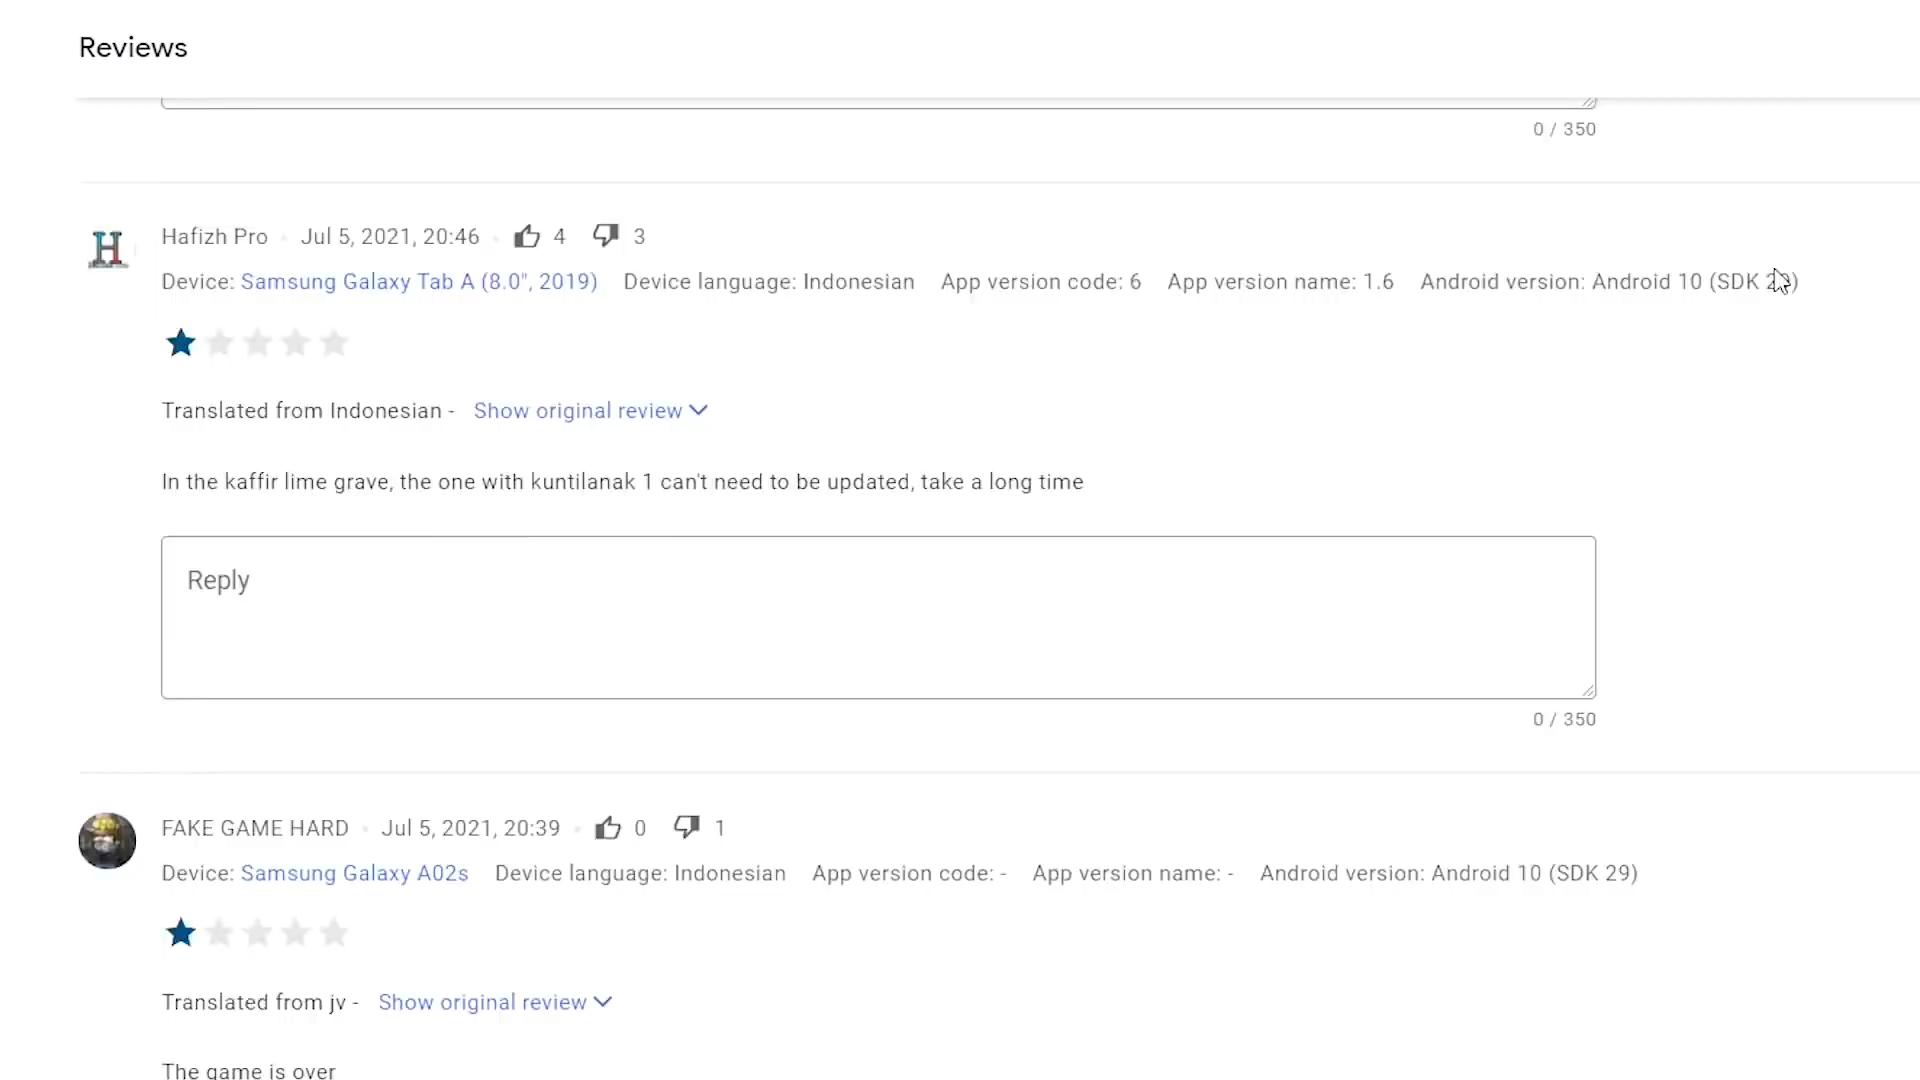 Reviews
0 / 350
H
Hafizh Pro · Jul 5, 2021, 20:46 · 4 3
Device: Samsung Galaxy Tab A (8.0", 2019) Device language: Indonesian App version code: 6 App version name: 1.6 Android version: Android 10 (SDK
Translated from Indonesian - Show original review
In the kaffir lime grave, the one with kuntilanak 1 can't need to be updated, take a long time
Reply
0 / 350
FAKE GAME HARD · Jul 5, 2021, 20:39 · 0 1
Device: Samsung Galaxy A02s Device language: Indonesian App version code: - App version name: - Android version: Android 10 (SDK 29)
Translated from jv - Show original review
The game is over